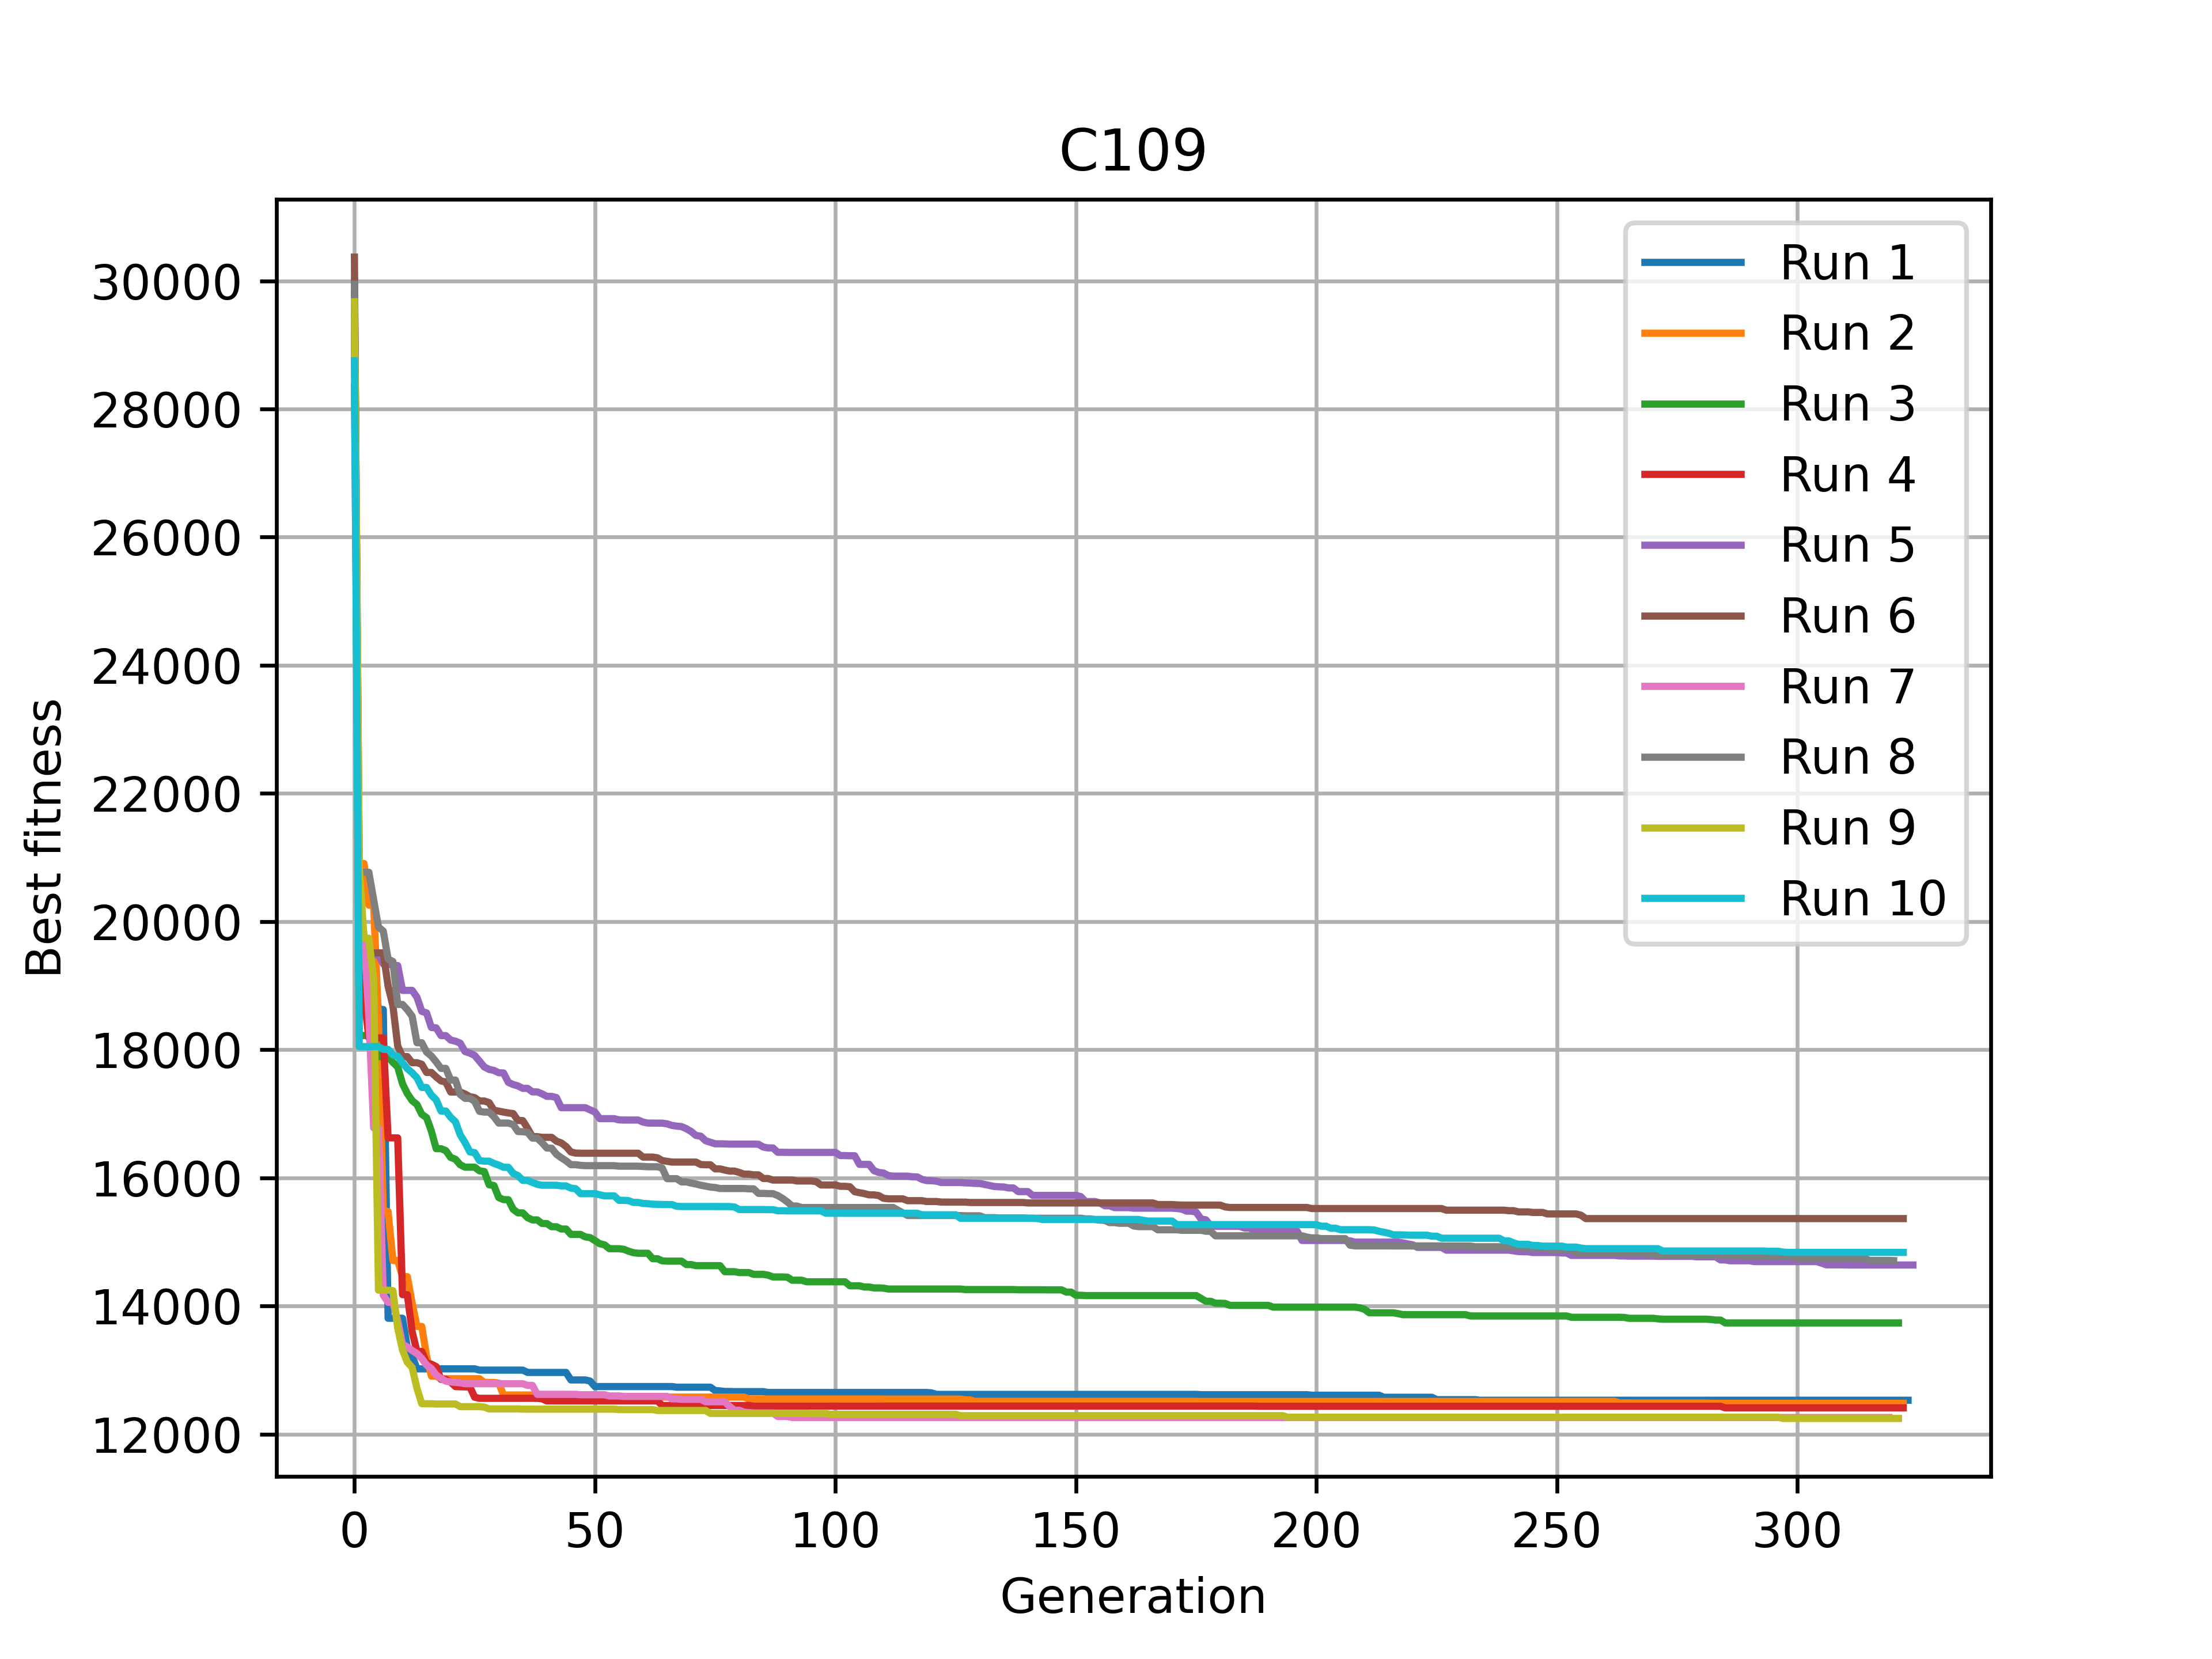 C109
Best fitness
30000
28000
26000
24000
22000
20000
18000
16000
14000
12000
0 50 100 150 200 250 300
Generation
Run 1
Run 2
Run 3
Run 4
Run 5
Run 6
Run 7
Run 8
Run 9
Run 10